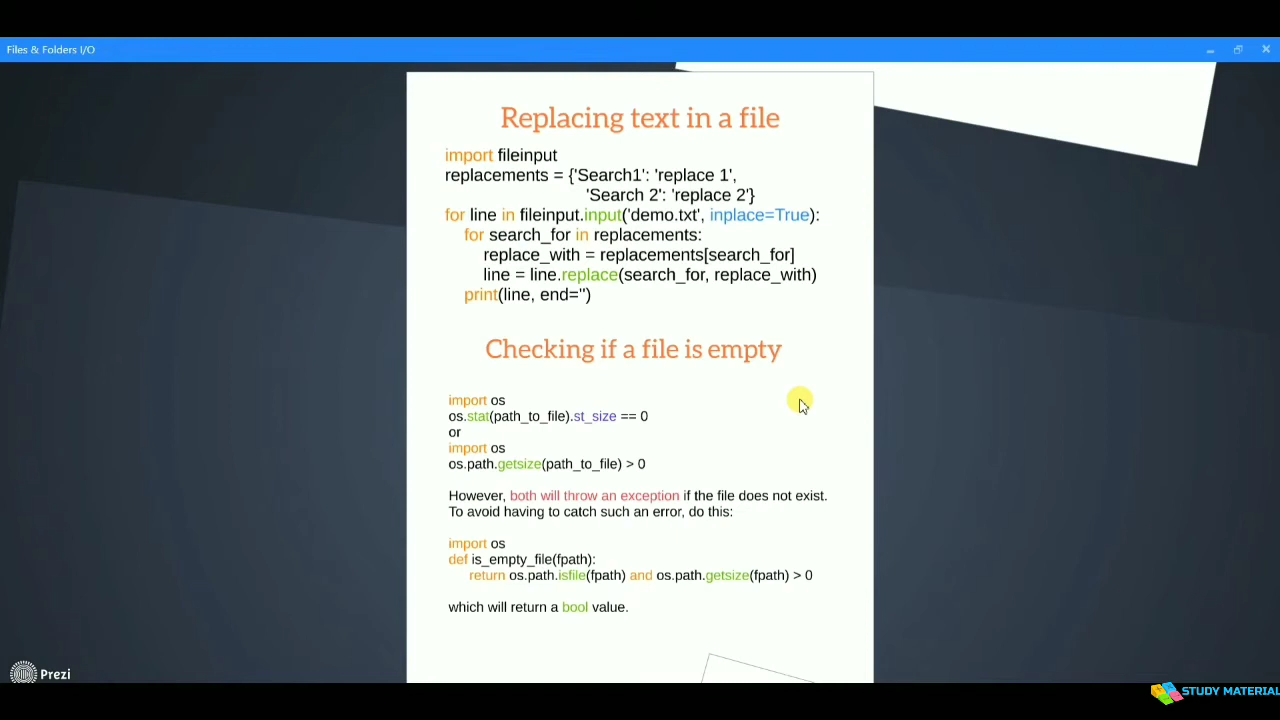 Files & Folders I/O
Replacing text in a file
import fileinput
replacements = {'Search1': 'replace 1',
'Search 2': 'replace 2'}
for line in fileinput.input('demo.txt', inplace=True):
for search_for in replacements:
replace_with = replacements[search_for]
line = line.replace(search_for, replace_with)
print(line, end='')
Checking if a file is empty
import os
os.stat(path_to_file).st_size == 0
or
import os
os.path.getsize(path_to_file) > 0
However, both will throw an exception if the file does not exist.
To avoid having to catch such an error, do this:
import os
def is_empty_file(fpath):
return os.path.isfile(fpath) and os.path.getsize(fpath) > 0
which will return a bool value.
Prezi
STUDY MATERIAL